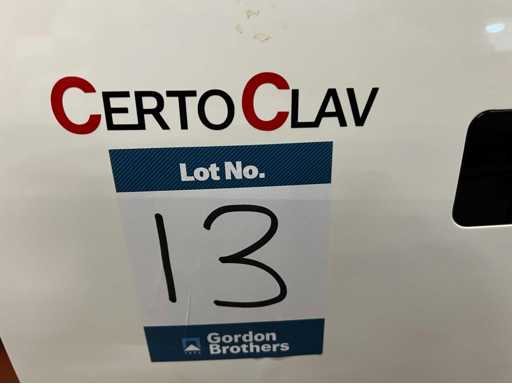 CERTOCLAV
Lot No.
13
Gordon
Brothers